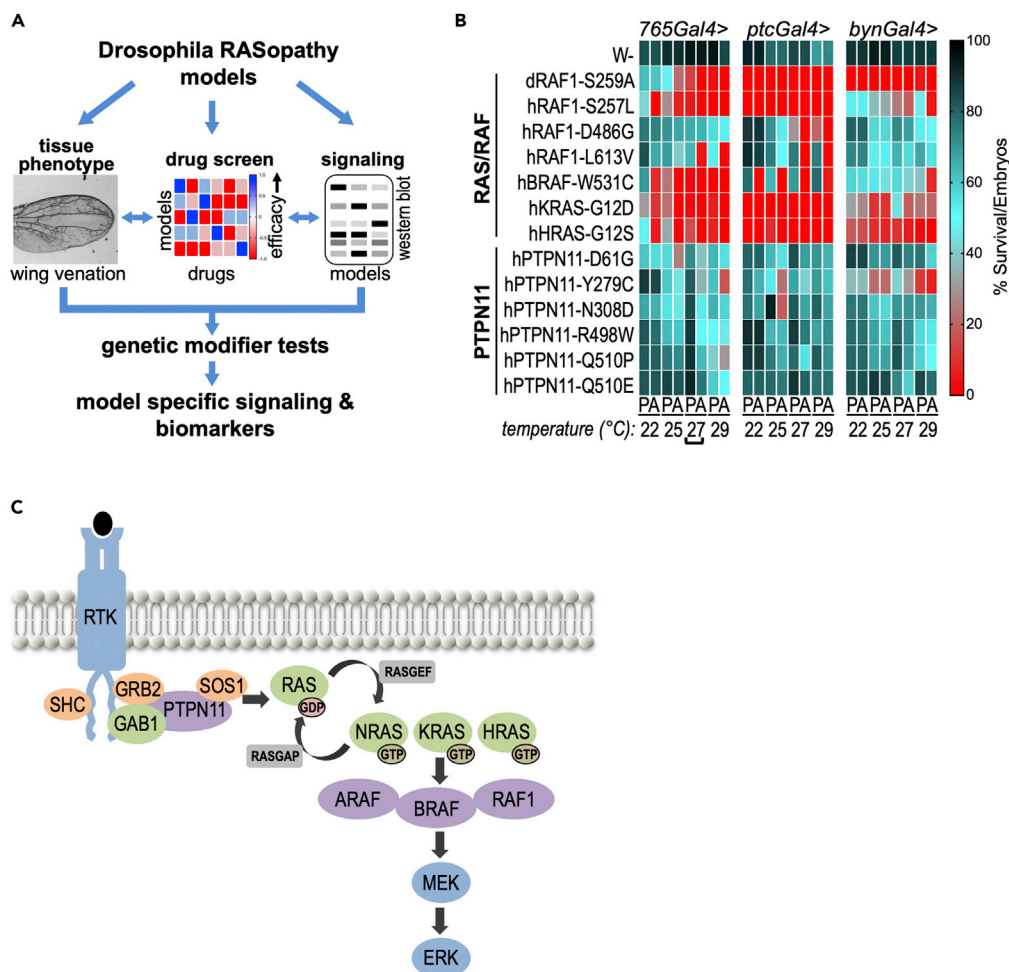 A
Drosophila RASopathy
models
tissue
phenotype
drug screen
signaling
models
1.0
0.5
0.0
-0.5
-1.0
efficacy
western blot
wing venation
drugs
models
genetic modifier tests
model specific signaling &
biomarkers
B
765Gal4> ptcGal4> bynGal4>
W-
RAS/RAF
dRAF1-S259A
hRAF1-S257L
hRAF1-D486G
hRAF1-L613V
hBRAF-W531C
hKRAS-G12D
hHRAS-G12S
PTPN11
hPTPN11-D61G
hPTPN11-Y279C
hPTPN11-N308D
hPTPN11-R498W
hPTPN11-Q510P
hPTPN11-Q510E
PA PA PA PA PA PA PA PA PA PA PA PA
temperature (°C): 22 25 27 29 22 25 27 29 22 25 27 29
100
80
60
40
20
0
% Survival/Embryos
C
RTK
SHC
GRB2
SOS1
GAB1
PTPN11
RAS
GDP
RASGEF
RASGAP
NRAS KRAS HRAS
GTP GTP GTP
ARAF BRAF RAF1
MEK
ERK